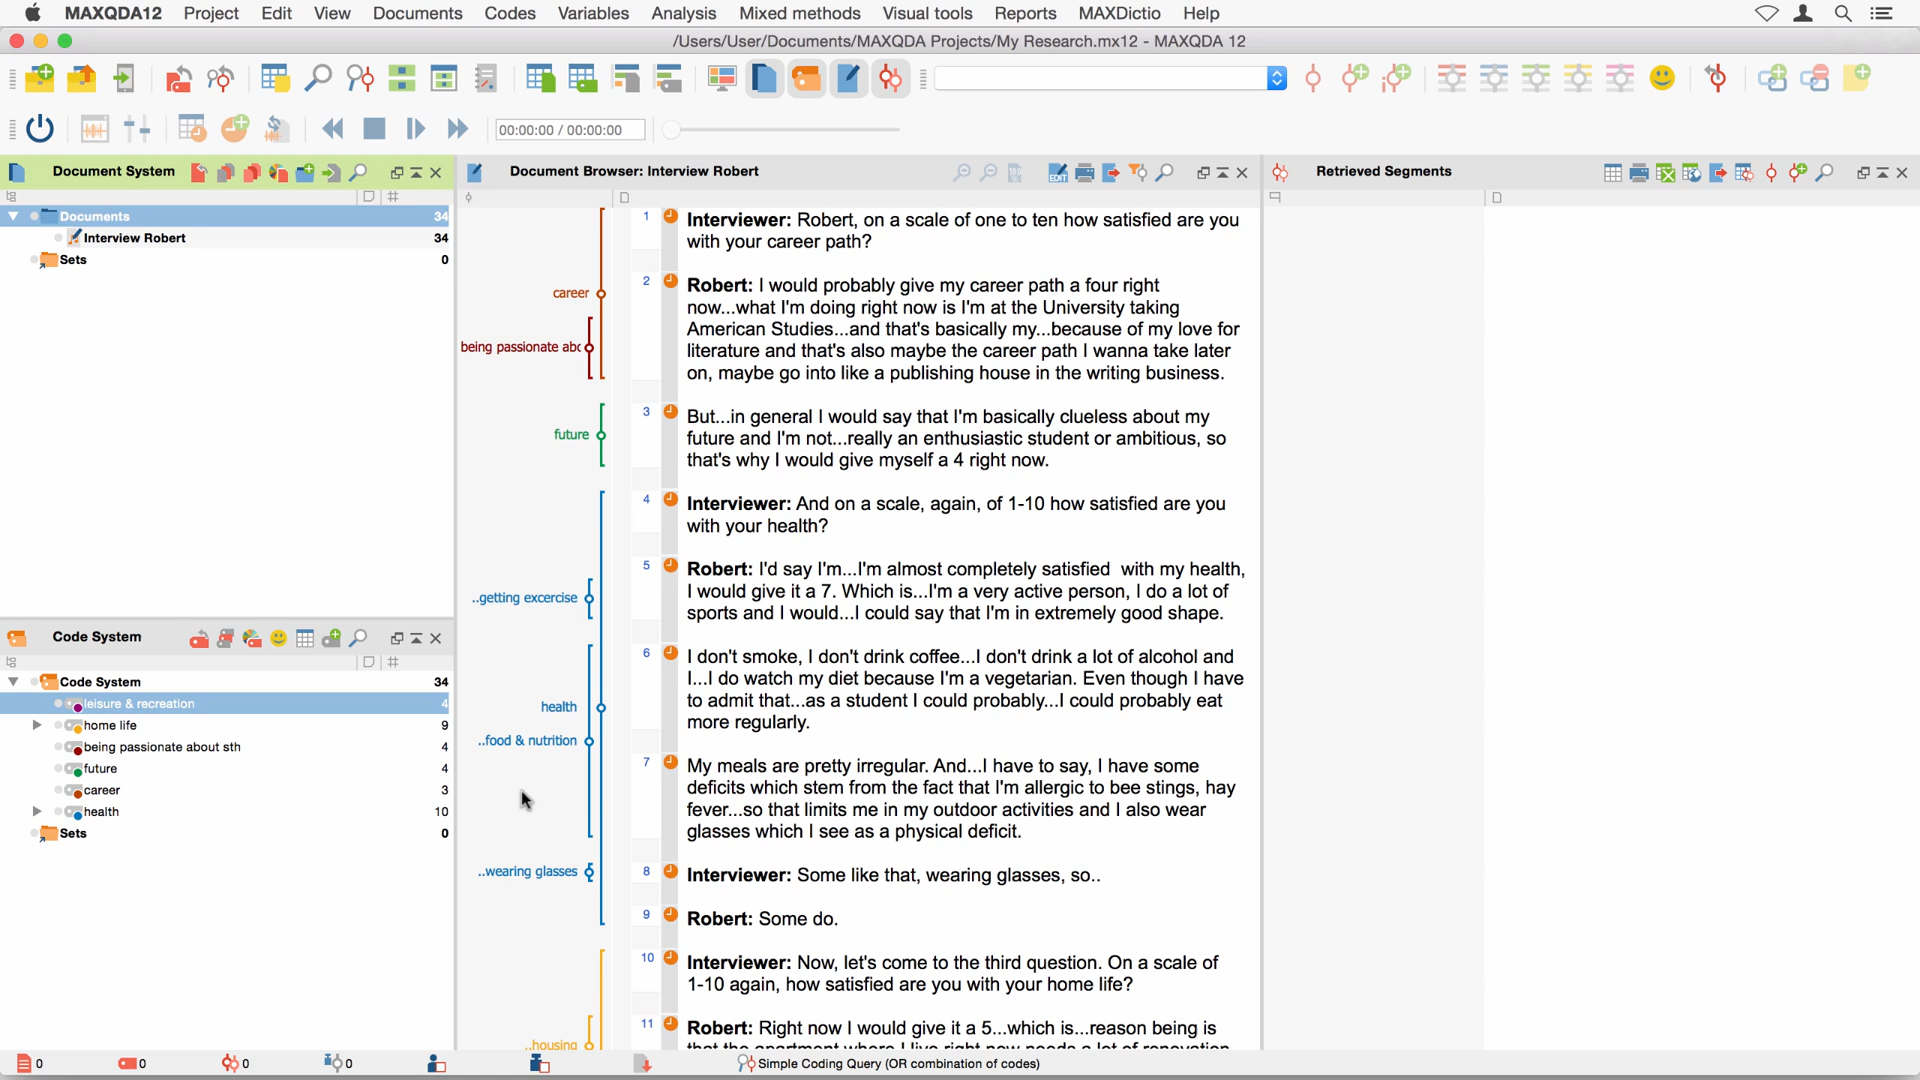 MAXQDA12 Project Edit View Documents Codes Variables Analysis Mixed methods Visual tools Reports MAXDictio Help
/Users/User/Documents/MAXQDA Projects/My Research.mx12 - MAXQDA 12
00:00:00 / 00:00:00
Document System
#
Documents 34
Interview Robert 34
Sets 0
Code System
#
Code System 34
leisure & recreation 4
home life 9
being passionate about sth 4
future 4
career 3
health 10
Sets 0
Document Browser: Interview Robert
100
EDIT
career
being passionate abc
future
..getting excercise
health
..food & nutrition
..wearing glasses
..housing
1 Interviewer: Robert, on a scale of one to ten how satisfied are you
with your career path?
2 Robert: I would probably give my career path a four right
now...what I'm doing right now is I'm at the University taking
American Studies...and that's basically my...because of my love for
literature and that's also maybe the career path I wanna take later
on, maybe go into like a publishing house in the writing business.
3 But...in general I would say that I'm basically clueless about my
future and I'm not...really an enthusiastic student or ambitious, so
that's why I would give myself a 4 right now.
4 Interviewer: And on a scale, again, of 1-10 how satisfied are you
with your health?
5 Robert: I'd say I'm...I'm almost completely satisfied  with my health,
I would give it a 7. Which is...I'm a very active person, I do a lot of
sports and I would...I could say that I'm in extremely good shape.
6 I don't smoke, I don't drink coffee...I don't drink a lot of alcohol and
I...I do watch my diet because I'm a vegetarian. Even though I have
to admit that...as a student I could probably...I could probably eat
more regularly.
7 My meals are pretty irregular. And...I have to say, I have some
deficits which stem from the fact that I'm allergic to bee stings, hay
fever...so that limits me in my outdoor activities and I also wear
glasses which I see as a physical deficit.
8 Interviewer: Some like that, wearing glasses, so..
9 Robert: Some do.
10 Interviewer: Now, let's come to the third question. On a scale of
1-10 again, how satisfied are you with your home life?
11 Robert: Right now I would give it a 5...which is...reason being is
that the apartment where I live right now needs a lot of renovation
Retrieved Segments
0 0 0 0 Simple Coding Query (OR combination of codes)